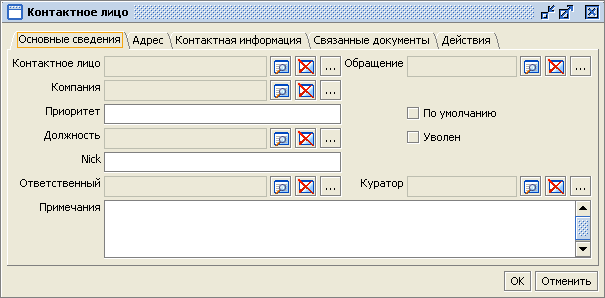 Контактное лицо
Основные сведения Адрес Контактная информация Связанные документы Действия
Контактное лицо ... Обращение ...
Компания ...
Приоритет По умолчанию
Должность ... Уволен
Nick
Ответственный ... Куратор ...
Примечания
OK Отменить